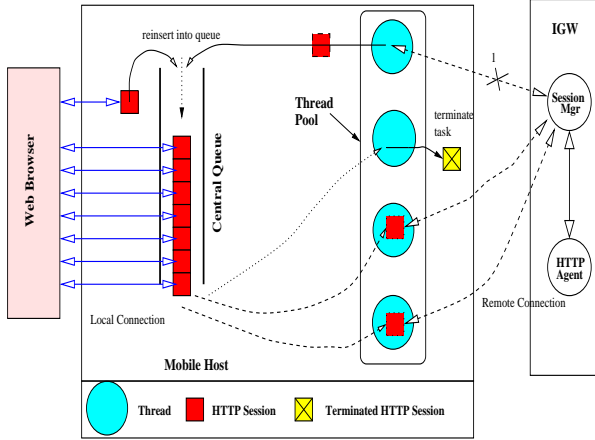 reinsert into queue
IGW
1
Session
Mgr
Thread
Pool
terminate
task
Web Browser
Central Queue
HTTP
Agent
Local Connection
Remote Connection
Mobile Host
Thread
HTTP Session
Terminated HTTP Session